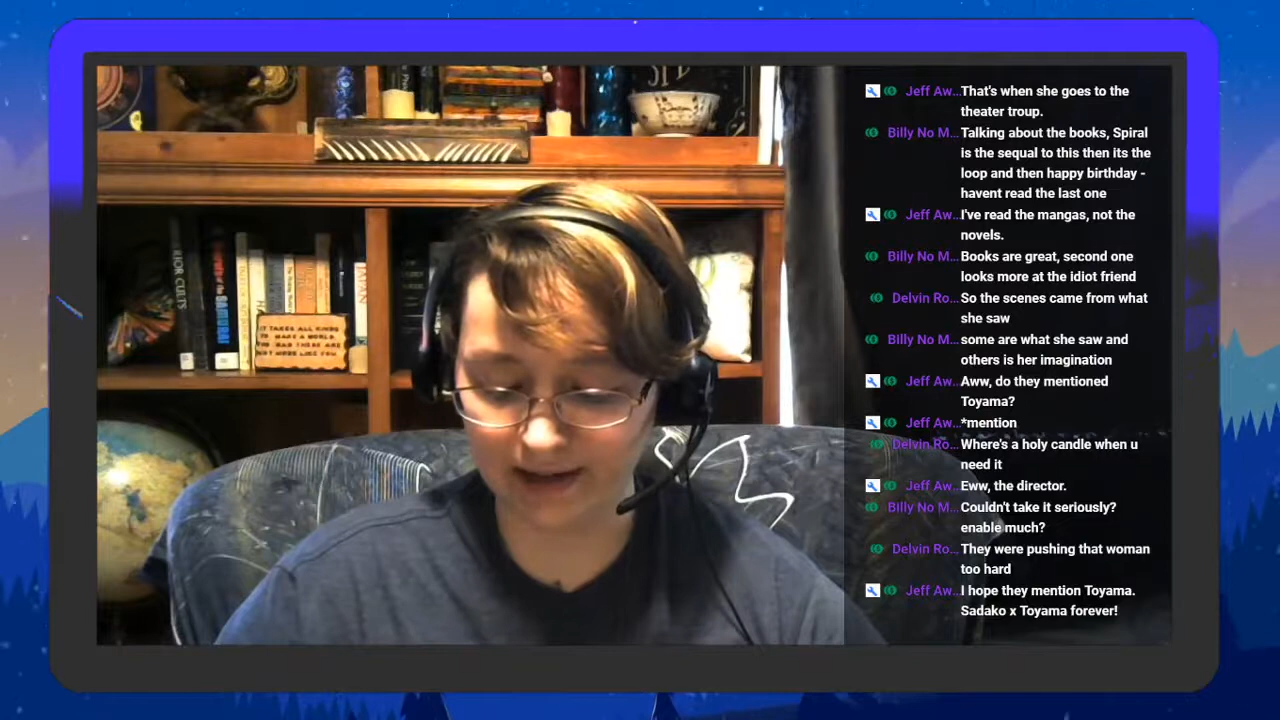 SPE
RIOR CULTS
SAMURAI
JAPAN
IT TAKES ALL KINDS
TO MAKE A WORLD
NOT MORE LIKE YOU
Jeff Aw... That's when she goes to the
theater troup.
Billy No M... Talking about the books, Spiral
is the sequal to this then its the
loop and then happy birthday -
havent read the last one
Jeff Aw... I've read the mangas, not the
novels.
Billy No M... Books are great, second one
looks more at the idiot friend
Delvin Ro... So the scenes came from what
she saw
Billy No M... some are what she saw and
others is her imagination
Jeff Aw... Aww, do they mentioned
Toyama?
Jeff Aw... *mention
Delvin Ro... Where's a holy candle when u
need it
Jeff Aw... Eww, the director.
Billy No M... Couldn't take it seriously?
enable much?
Delvin Ro... They were pushing that woman
too hard
Jeff Aw... I hope they mention Toyama.
Sadako x Toyama forever!